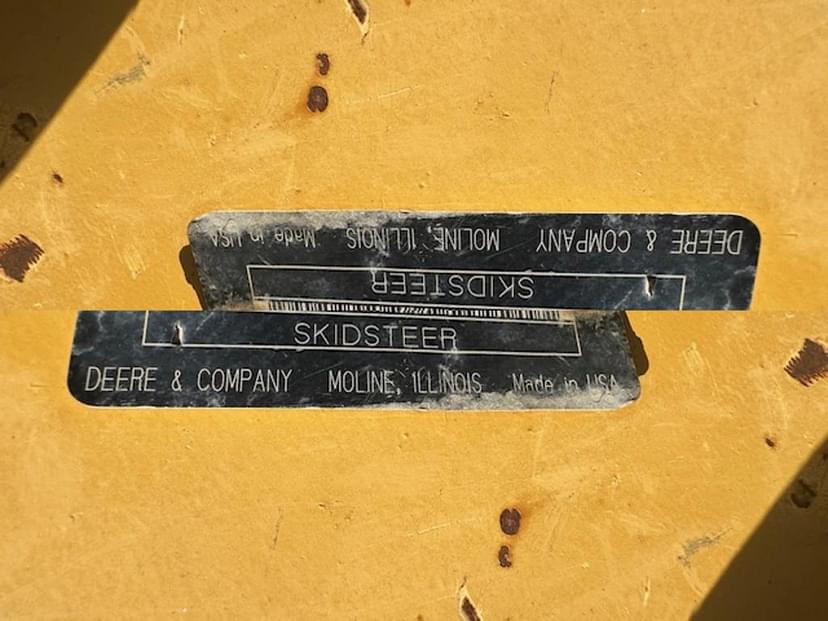 DEERE & COMPANY MOLINE, ILLINOIS Made in USA
SKIDSTEER
SKIDSTEER
DEERE & COMPANY MOLINE, ILLINOIS Made in USA